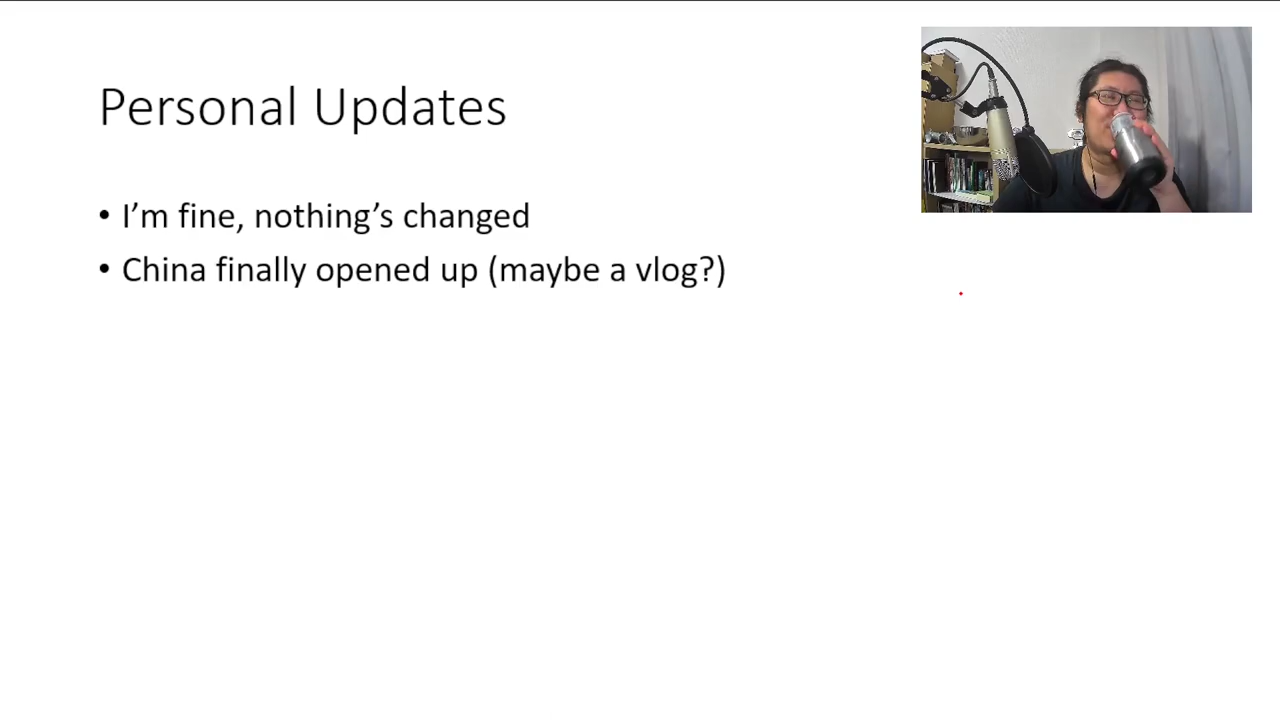 Personal Updates
• I’m fine, nothing’s changed
• China finally opened up (maybe a vlog?)